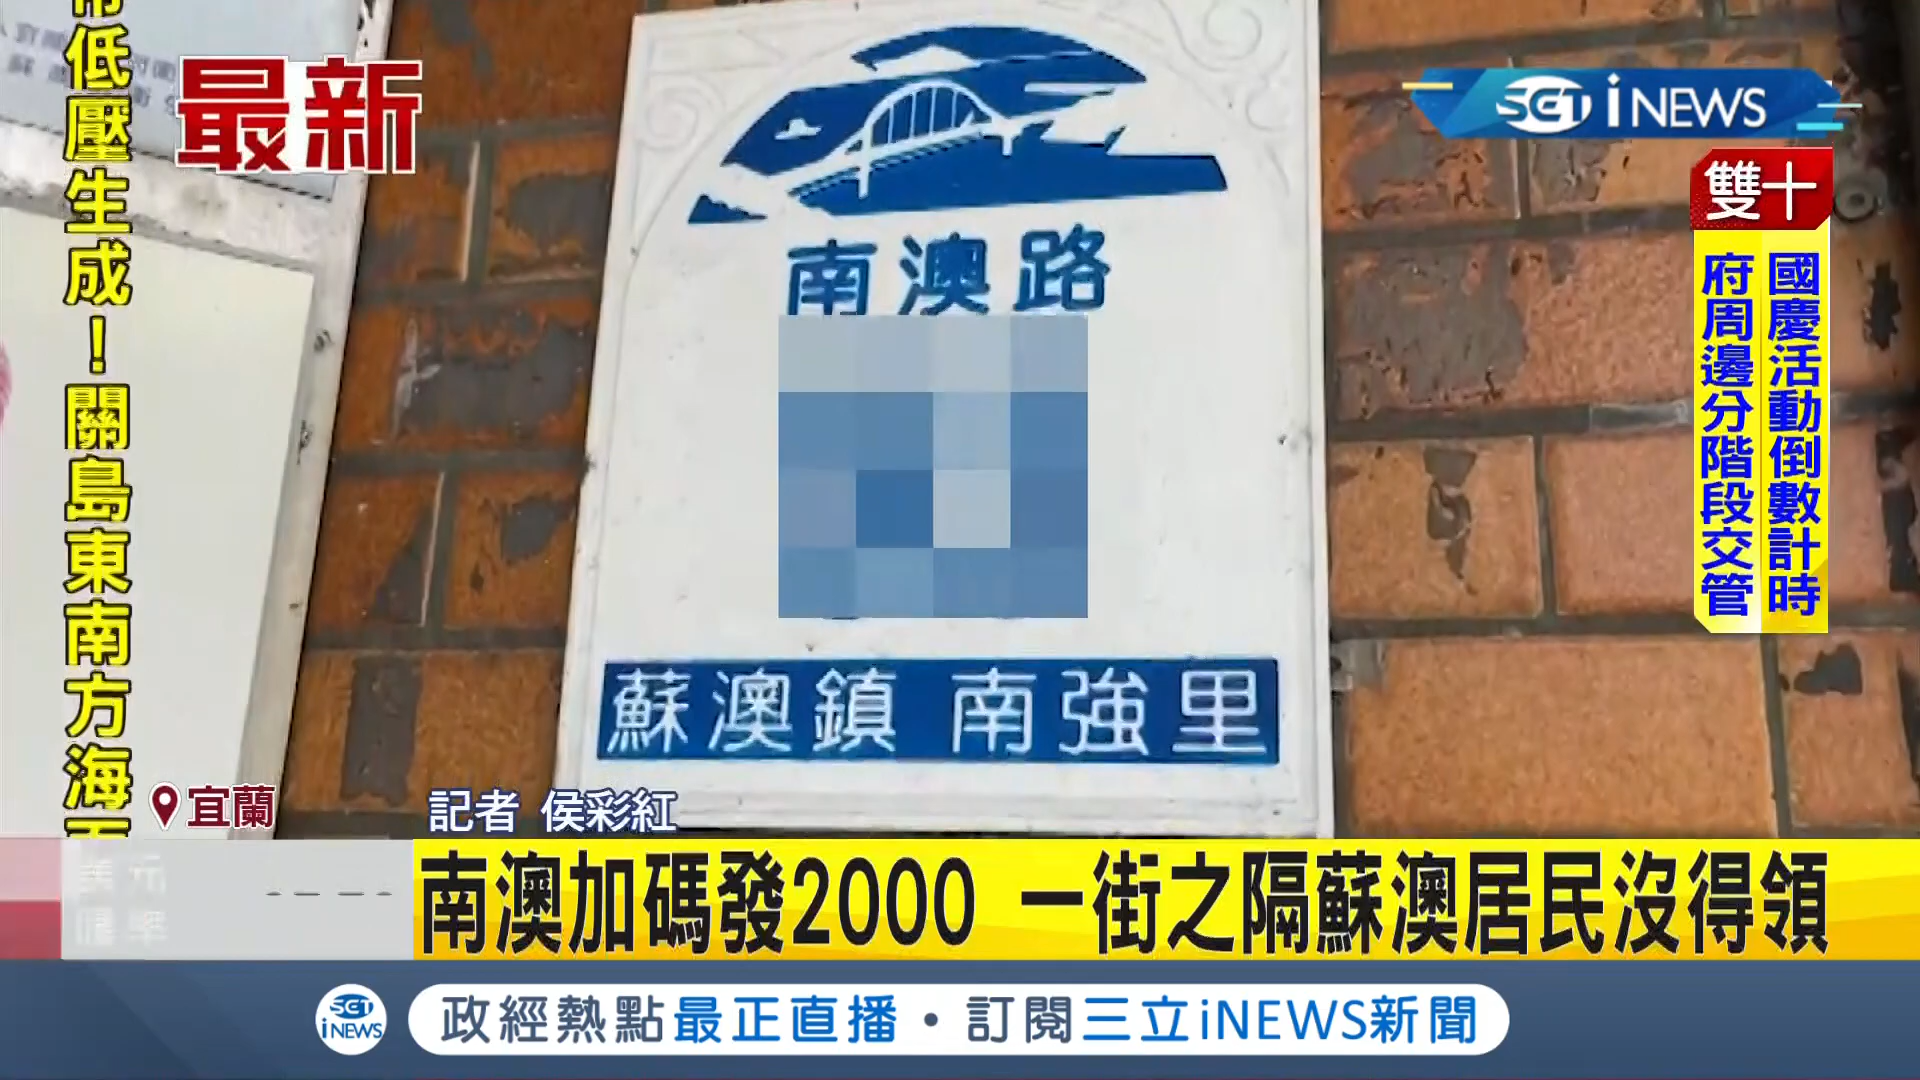 最新
低壓生成！關島東南方海
SET iNEWS
雙十
國慶活動倒數計時
府周邊分階段交管
南澳路
蘇澳鎮 南強里
宜蘭
記者 侯彩紅
南澳加碼發2000 一街之隔蘇澳居民沒得領
SET iNEWS
政經熱點最正直播・訂閱三立iNEWS新聞